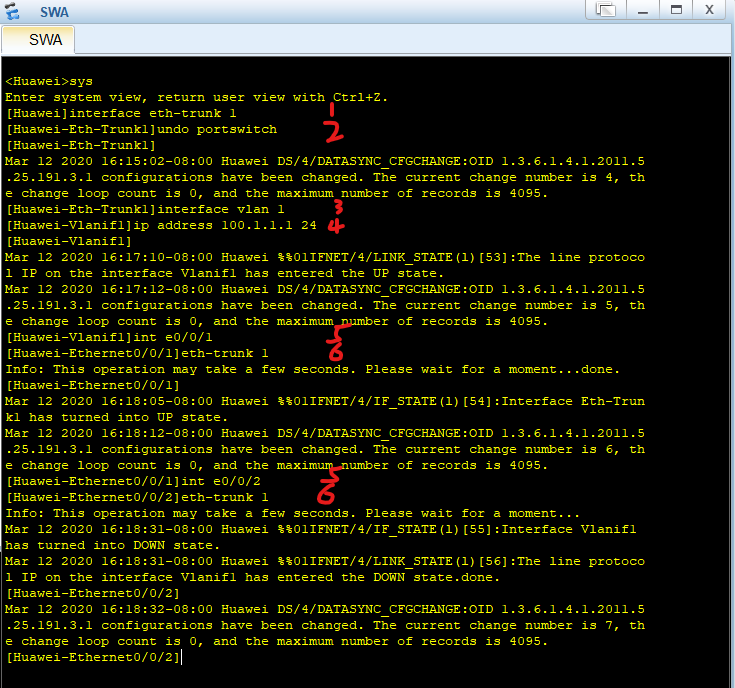 SWA
X
SWA
<Huawei>sys
Enter system view, return user view with Ctrl+Z.
[Huawei]interface eth-trunk 1
1
[Huawei-Eth-Trunk1]undo portswitch
2
[Huawei-Eth-Trunk1]
Mar 12 2020 16:15:02-08:00 Huawei DS/4/DATASYNC_CFGCHANGE:OID 1.3.6.1.4.1.2011.5
.25.191.3.1 configurations have been changed. The current change number is 4, th
e change loop count is 0, and the maximum number of records is 4095.
[Huawei-Eth-Trunk1]interface vlan 1
3
[Huawei-Vlanif1]ip address 100.1.1.1 24
4
[Huawei-Vlanif1]
Mar 12 2020 16:17:10-08:00 Huawei %%01IFNET/4/LINK_STATE(l)[53]:The line protoco
l IP on the interface Vlanif1 has entered the UP state.
Mar 12 2020 16:17:12-08:00 Huawei DS/4/DATASYNC_CFGCHANGE:OID 1.3.6.1.4.1.2011.5
.25.191.3.1 configurations have been changed. The current change number is 5, th
e change loop count is 0, and the maximum number of records is 4095.
[Huawei-Vlanif1]int e0/0/1
5
[Huawei-Ethernet0/0/1]eth-trunk 1
6
Info: This operation may take a few seconds. Please wait for a moment...done.
[Huawei-Ethernet0/0/1]
Mar 12 2020 16:18:05-08:00 Huawei %%01IFNET/4/IF_STATE(l)[54]:Interface Eth-Trun
k1 has turned into UP state.
Mar 12 2020 16:18:12-08:00 Huawei DS/4/DATASYNC_CFGCHANGE:OID 1.3.6.1.4.1.2011.5
.25.191.3.1 configurations have been changed. The current change number is 6, th
e change loop count is 0, and the maximum number of records is 4095.
[Huawei-Ethernet0/0/1]int e0/0/2
5
[Huawei-Ethernet0/0/2]eth-trunk 1
6
Info: This operation may take a few seconds. Please wait for a moment...
Mar 12 2020 16:18:31-08:00 Huawei %%01IFNET/4/IF_STATE(l)[55]:Interface Vlanif1
has turned into DOWN state.
Mar 12 2020 16:18:31-08:00 Huawei %%01IFNET/4/LINK_STATE(l)[56]:The line protoco
l IP on the interface Vlanif1 has entered the DOWN state.done.
[Huawei-Ethernet0/0/2]
Mar 12 2020 16:18:32-08:00 Huawei DS/4/DATASYNC_CFGCHANGE:OID 1.3.6.1.4.1.2011.5
.25.191.3.1 configurations have been changed. The current change number is 7, th
e change loop count is 0, and the maximum number of records is 4095.
[Huawei-Ethernet0/0/2]